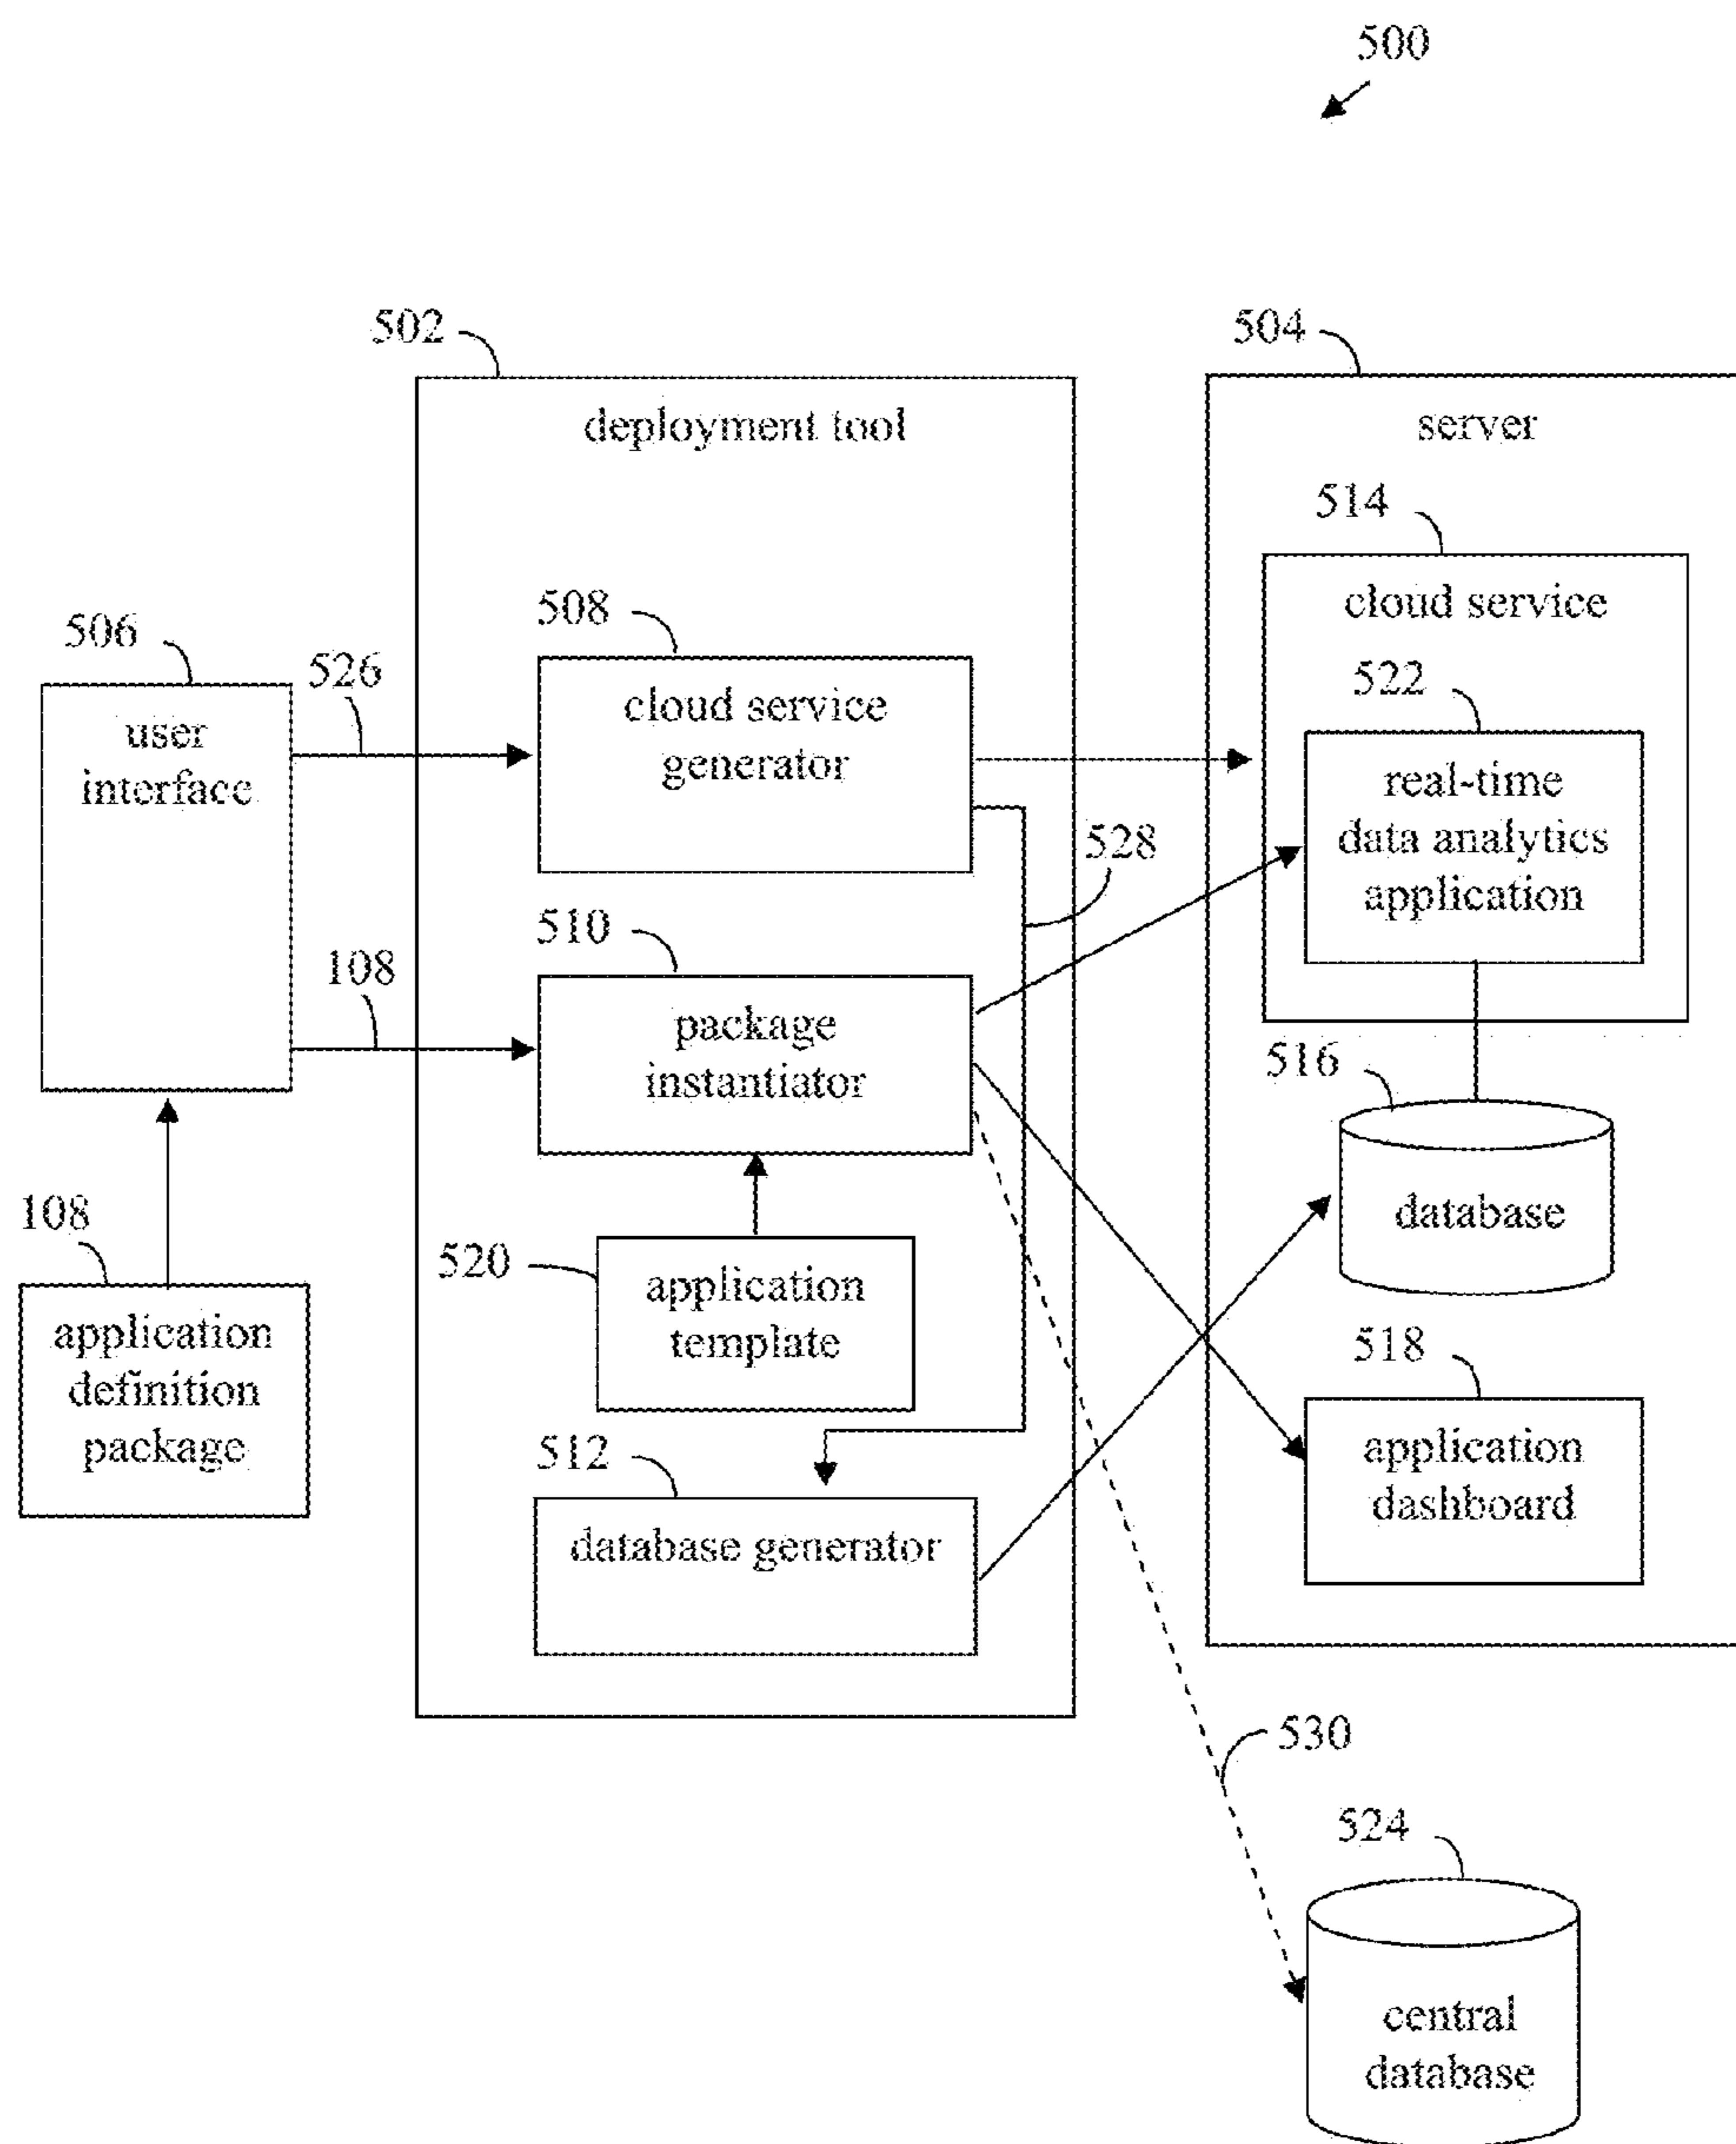 500
502
504
deployment tool
server
514
cloud service
508
506
526
522
cloud service
generator
user
interface
real-time
data analytics
application
528
510
108
package
instantiator
516
database
108
520
application
template
application
definition
package
518
512
application
dashboard
database generator
530
524
central
database